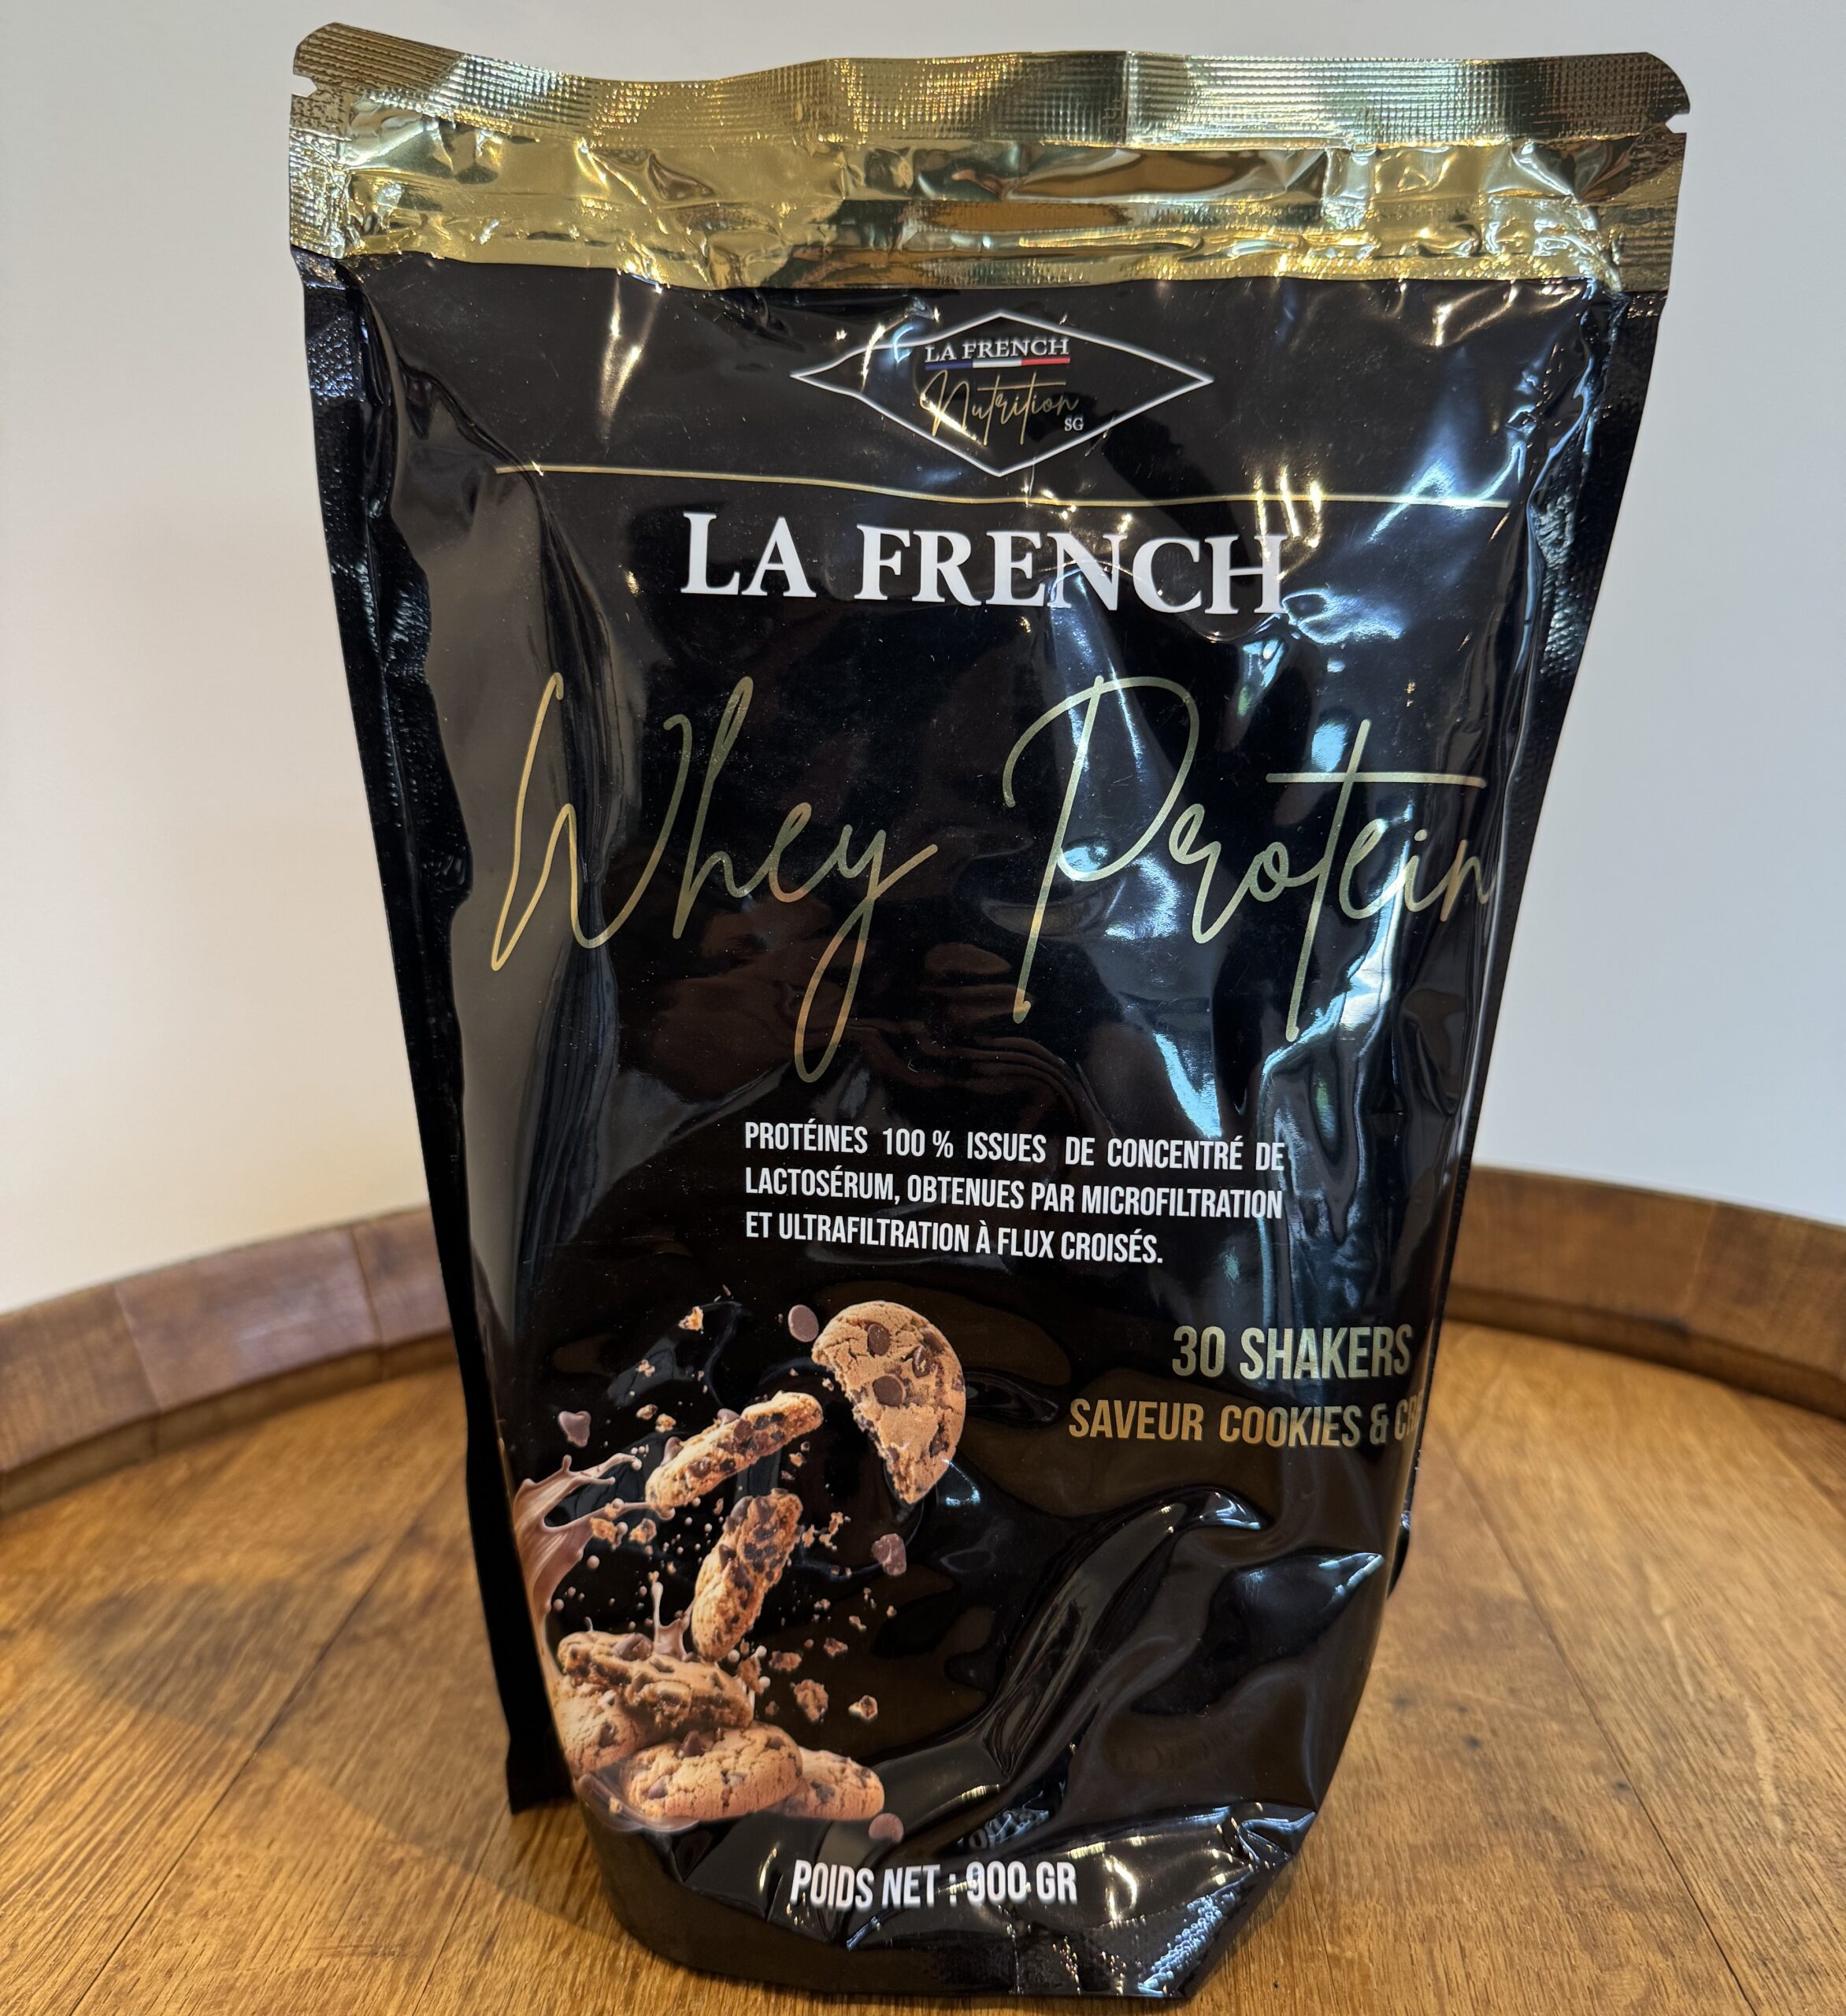 LA FRENCH
Nutrition
SG
LA FRENCH
Whey Protein
PROTÉINES 100 % ISSUES DE CONCENTRÉ DE
LACTOSÉRUM, OBTENUES PAR MICROFILTRATION
ET ULTRAFILTRATION À FLUX CROISÉS.
30 SHAKERS
SAVEUR COOKIES &
POIDS NET : 900 GR